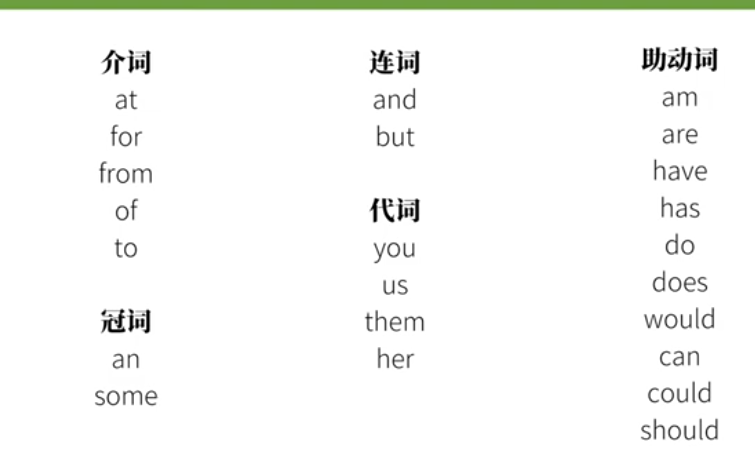 介词
at
for
from
of
to
冠词
an
some
连词
and
but
代词
you
us
them
her
助动词
am
are
have
has
do
does
would
can
could
should